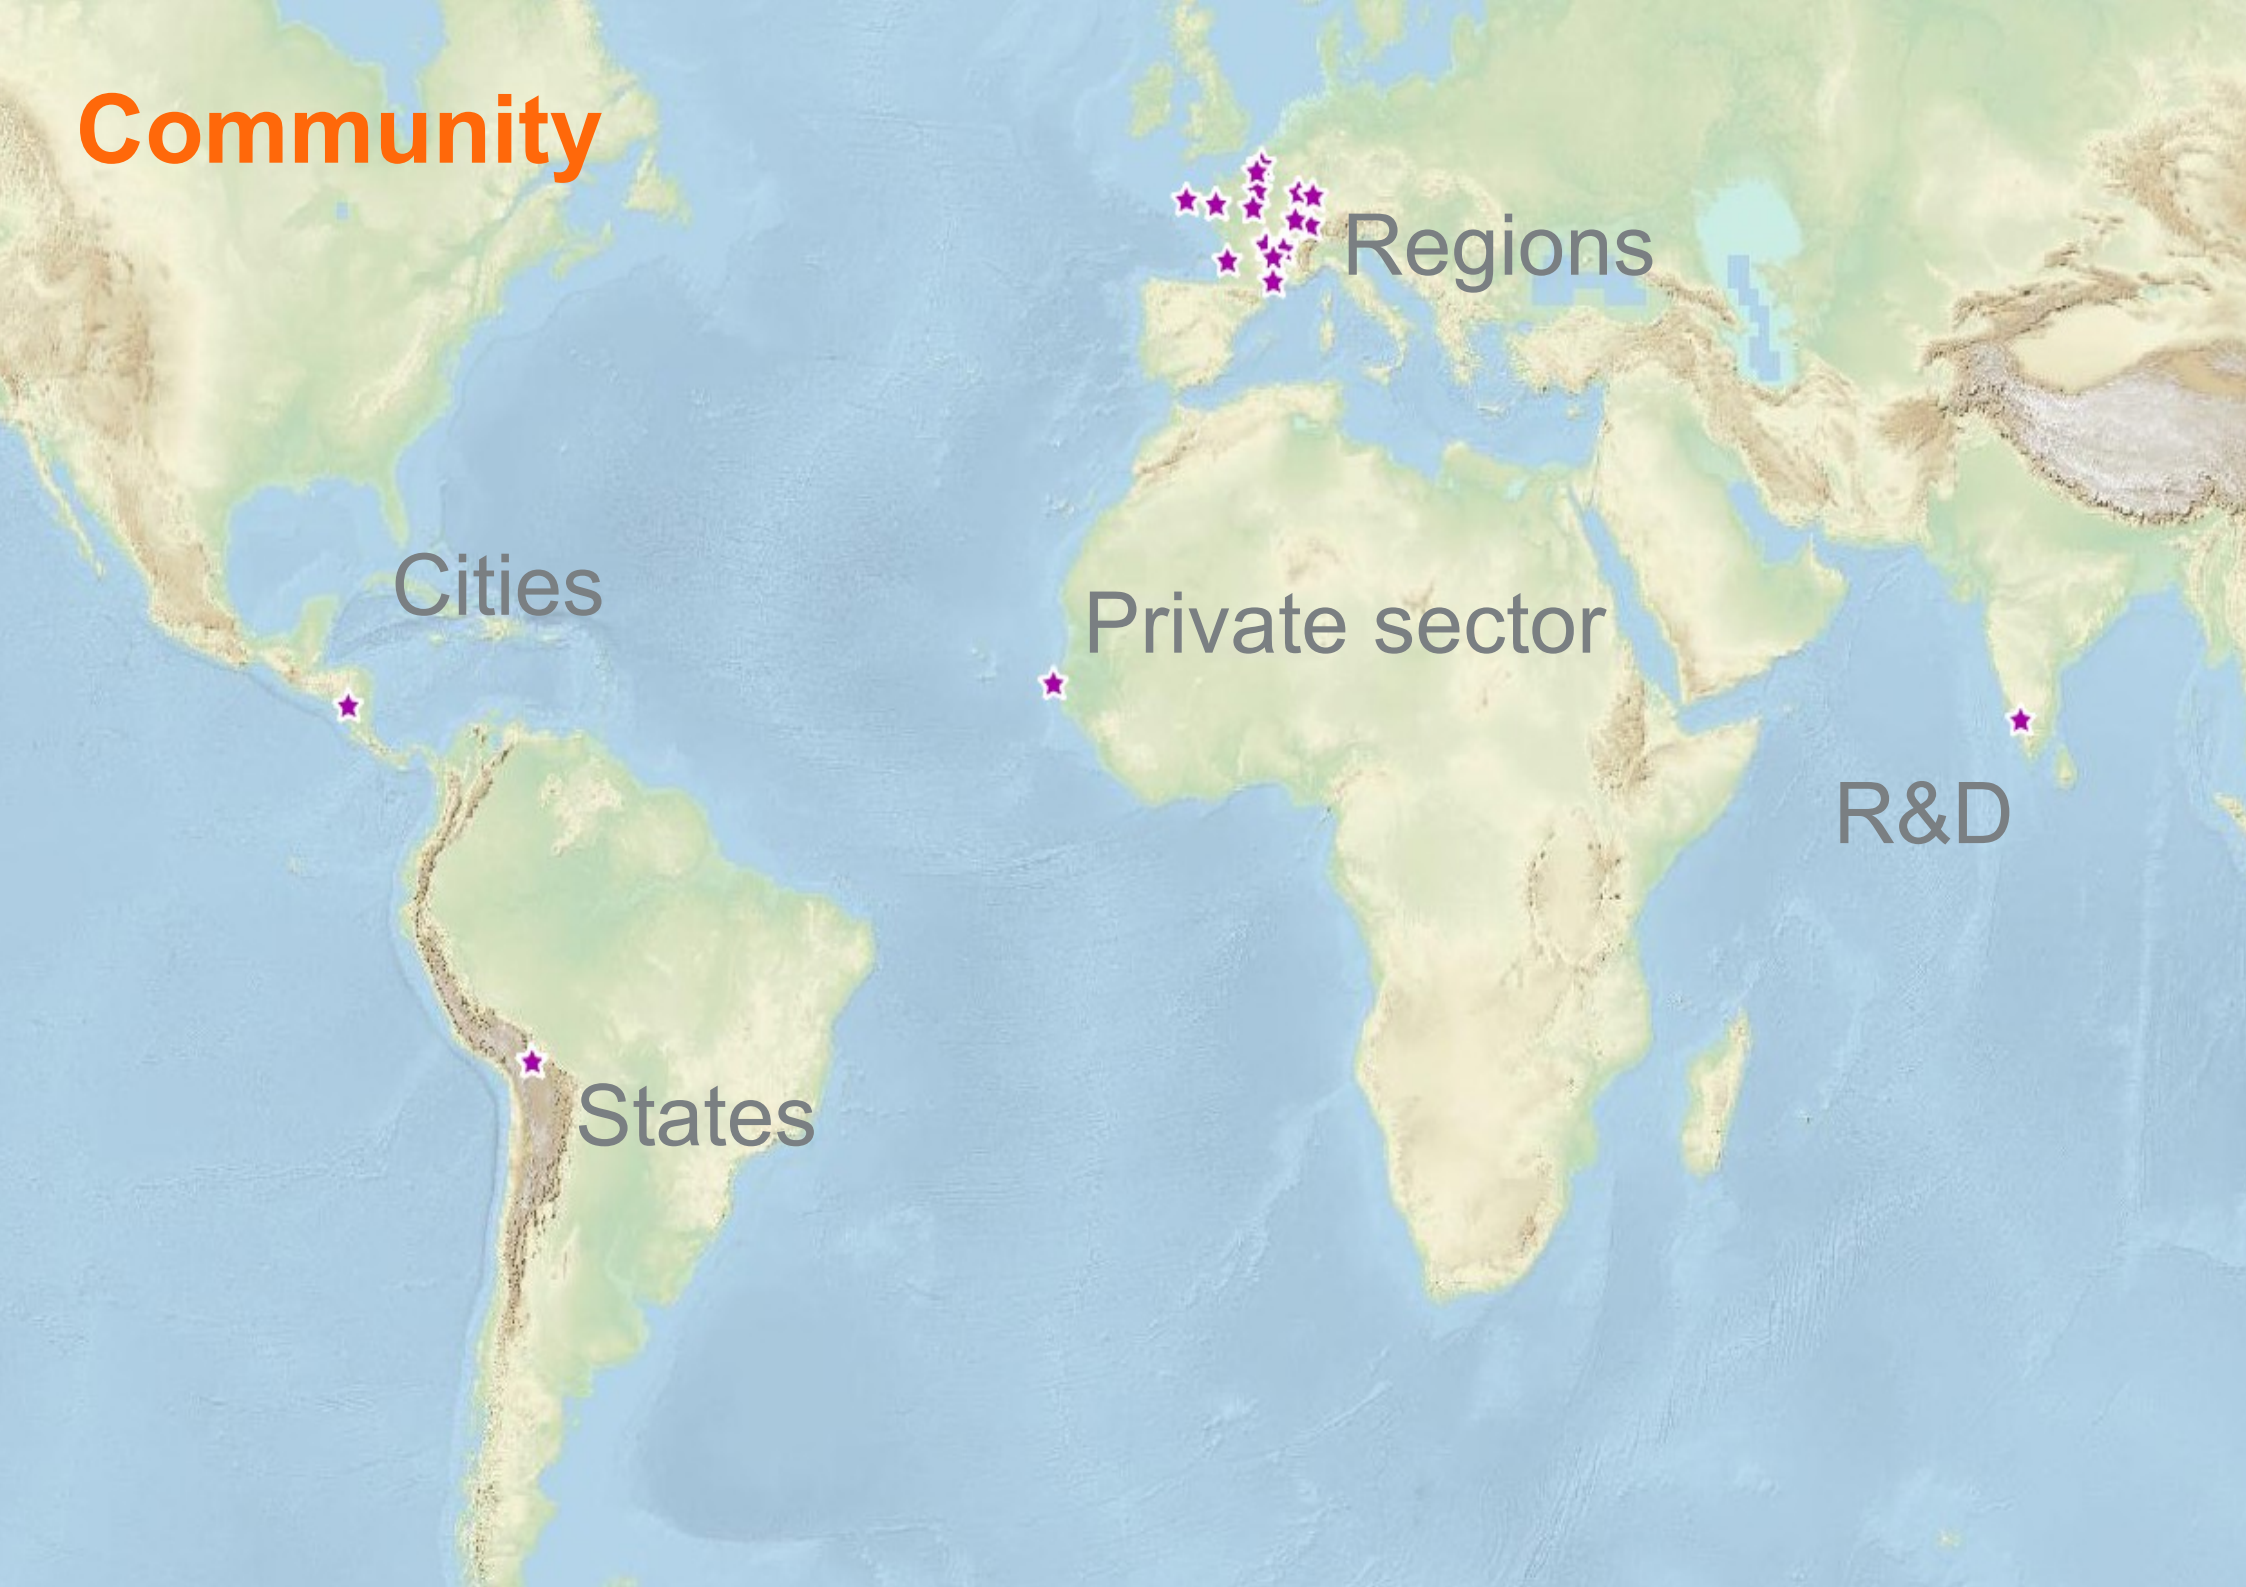 Community
Regions
Cities
Private sector
R&D
States